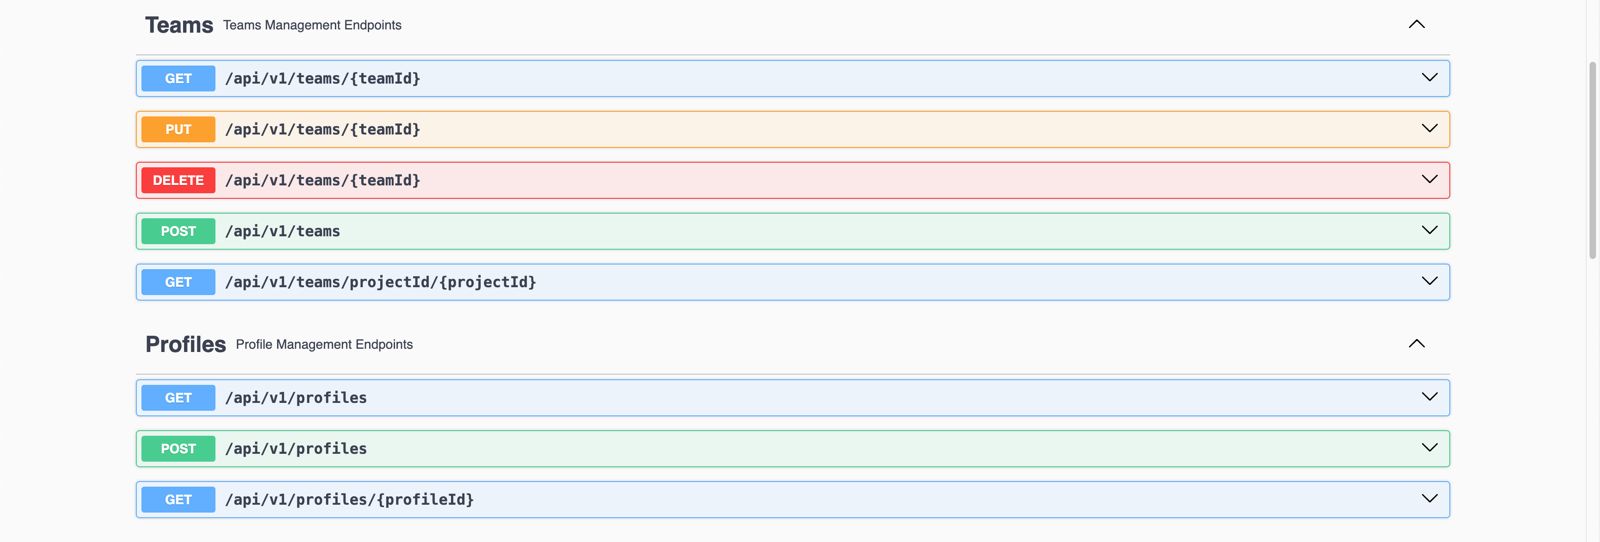 Teams Teams Management Endpoints
GET /api/v1/teams/{teamId}
PUT /api/v1/teams/{teamId}
DELETE /api/v1/teams/{teamId}
POST /api/v1/teams
GET /api/v1/teams/projectId/{projectId}
Profiles Profile Management Endpoints
GET /api/v1/profiles
POST /api/v1/profiles
GET /api/v1/profiles/{profileId}